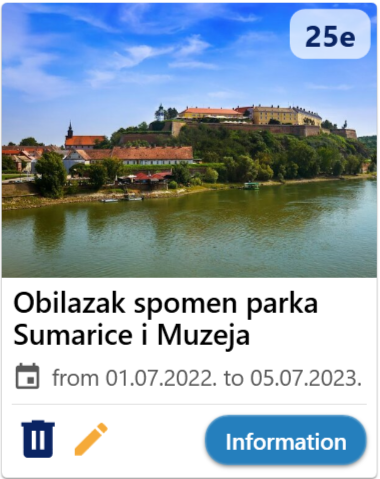 25e
Obilazak spomen parka
Sumarice i Muzeja
from 01.07.2022. to 05.07.2023.
Information